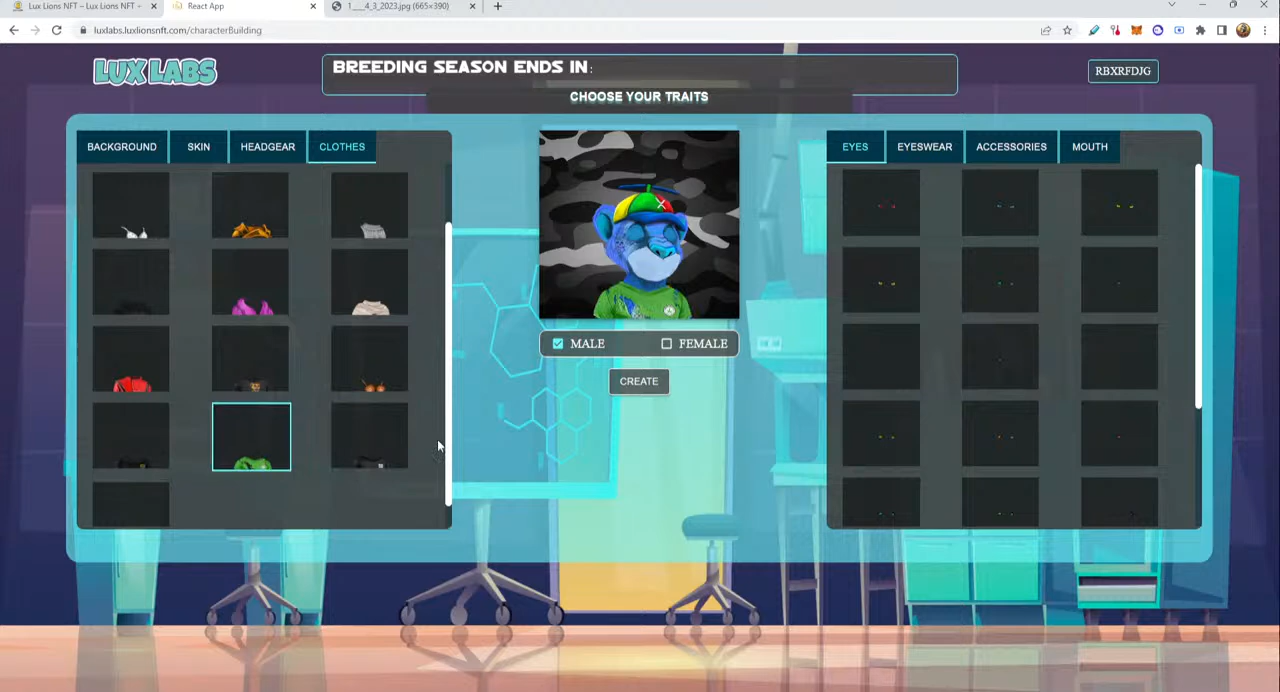 Lux Lions NFT – Lux Lions NFT -
React App
1___4_3_2023.jpg (665×390)
luxlabs.luxlionsnft.com/characterBuilding
LUX LABS
BREEDING SEASON ENDS IN:
RBXRFDJG
CHOOSE YOUR TRAITS
BACKGROUND
SKIN
HEADGEAR
CLOTHES
EYES
EYESWEAR
ACCESSORIES
MOUTH
MALE
FEMALE
CREATE